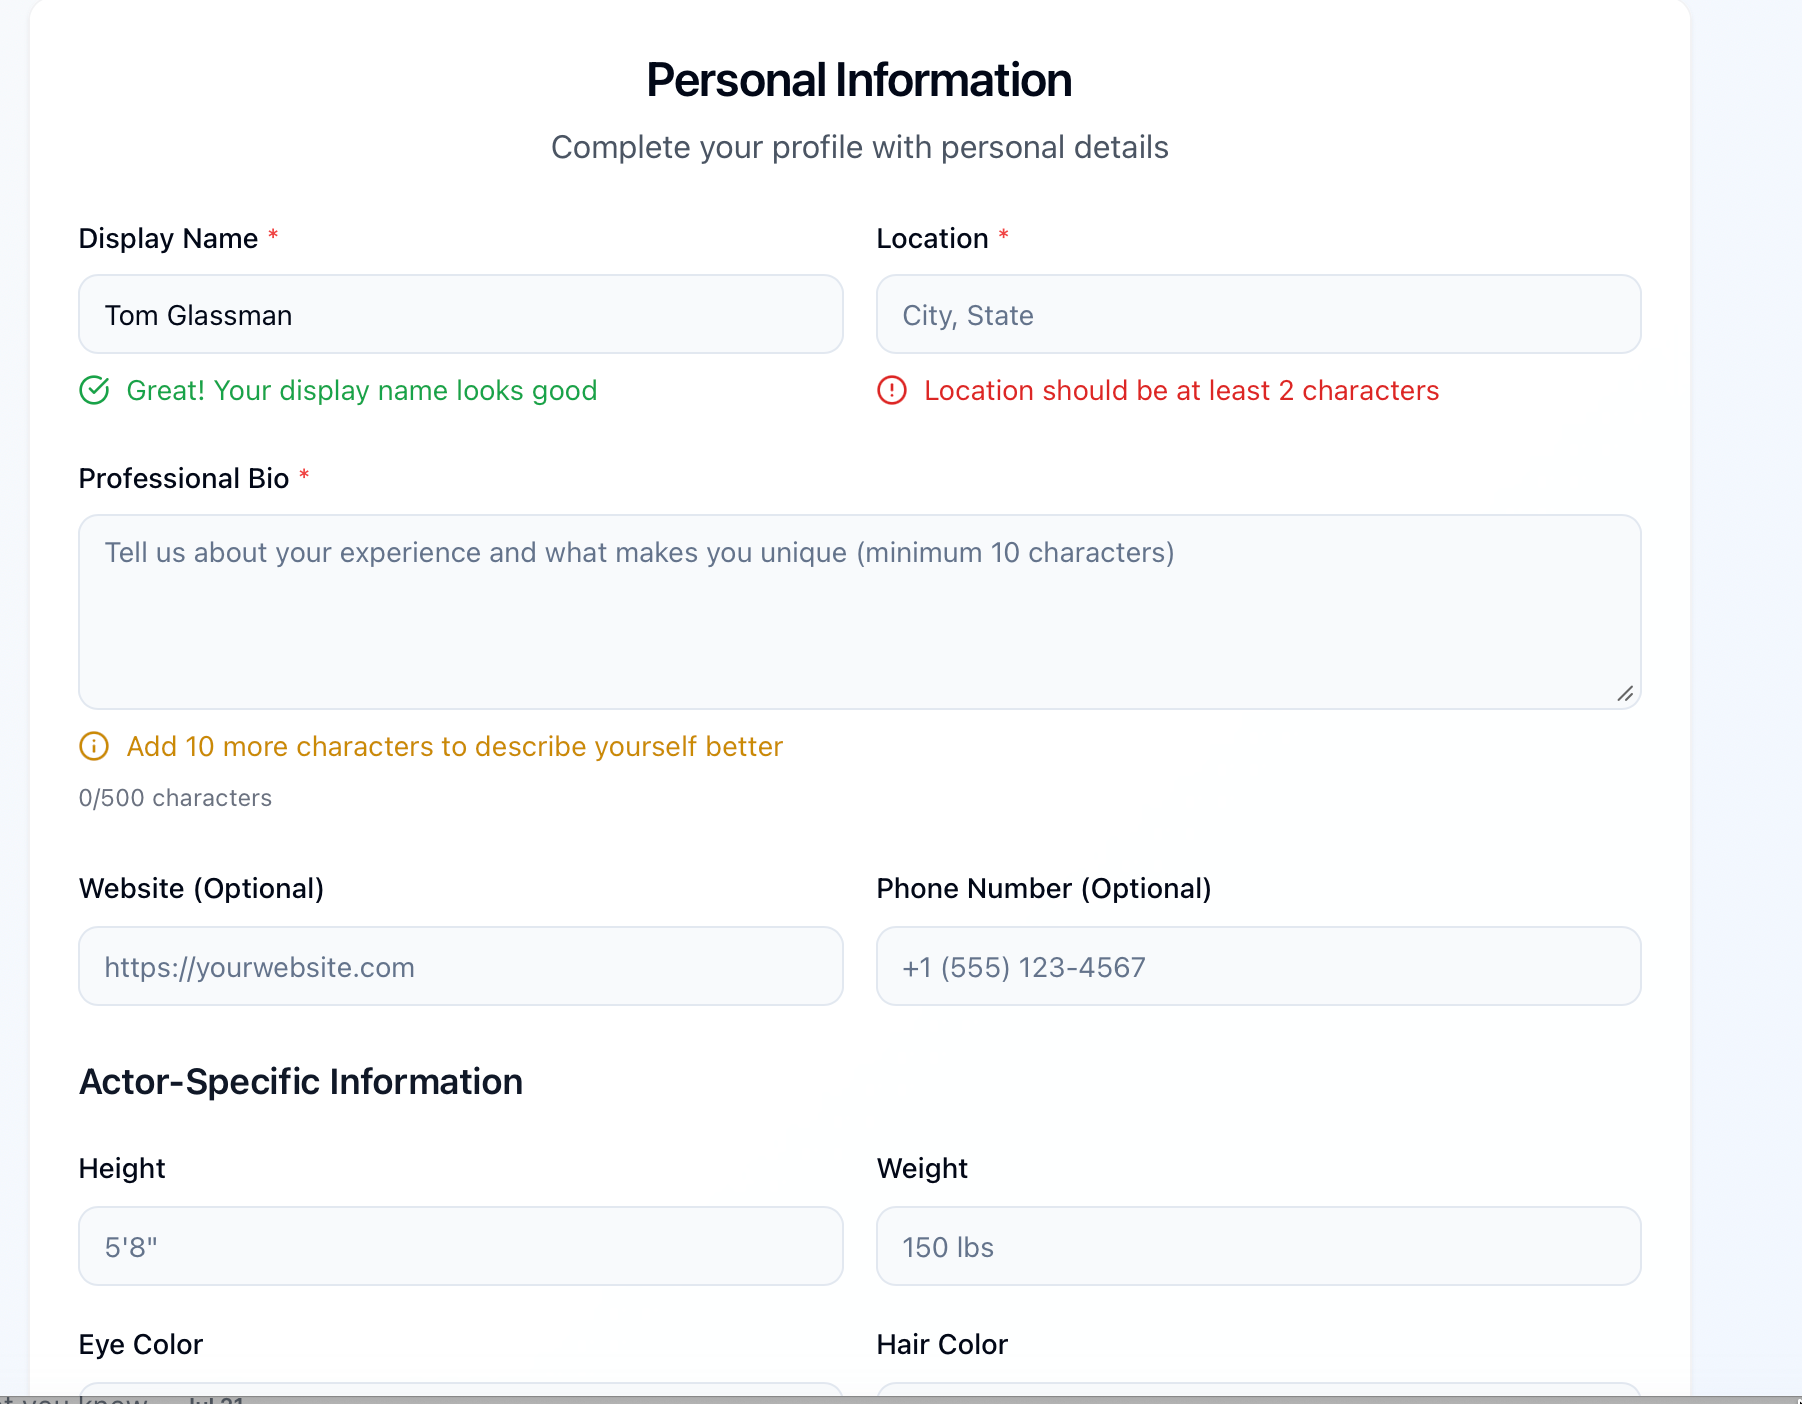 Personal Information
Complete your profile with personal details
Display Name *
Location *
Tom Glassman
City, State
Great! Your display name looks good
Location should be at least 2 characters
Professional Bio *
Tell us about your experience and what makes you unique (minimum 10 characters)
Add 10 more characters to describe yourself better
0/500 characters
Website (Optional)
Phone Number (Optional)
https://yourwebsite.com
+1 (555) 123-4567
Actor-Specific Information
Height
Weight
5'8"
150 lbs
Eye Color
Hair Color
you know